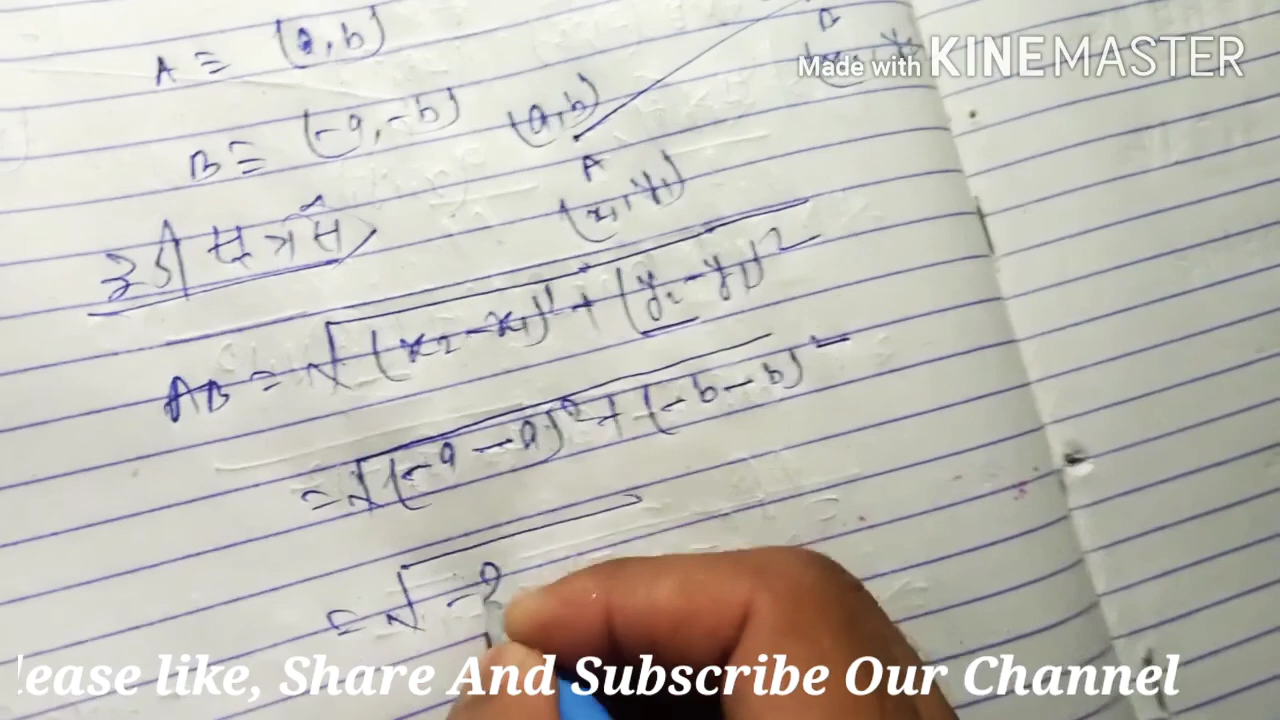 A ≡ (a, b)
B ≡ (-a, -b)
(a, b)
A
(x₁, y₁)
B
Made with KINEMASTER
सूत्र से
AB = √(x₂ - x₁)² + (y₂ - y₁)²
= √(-a - a)² + (-b - b)²
= √-2
lease like, Share And Subscribe Our Channel